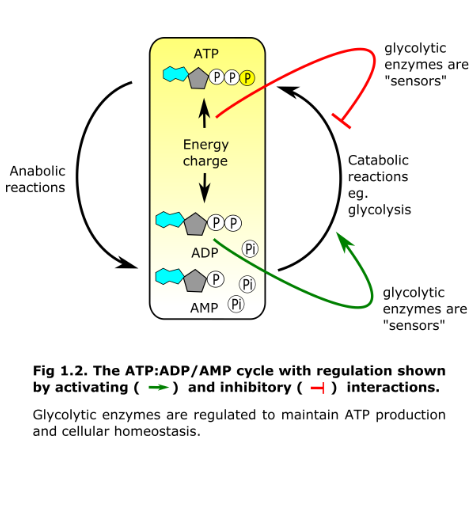 ATP
P P P
Energy
charge
P P
ADP
Pi
P
Pi
AMP
Pi
Anabolic
reactions
glycolytic
enzymes are
"sensors"
Catabolic
reactions
eg.
glycolysis
glycolytic
enzymes are
"sensors"
Fig 1.2. The ATP:ADP/AMP cycle with regulation shown
by activating ( ) and inhibitory ( ) interactions.
Glycolytic enzymes are regulated to maintain ATP production
and cellular homeostasis.